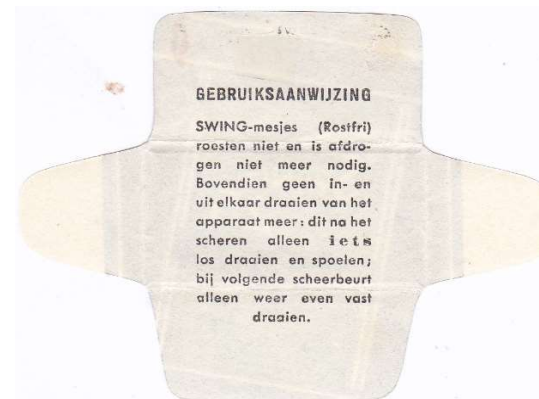 GEBRUIKSAANWIJZING
SWING-mesjes (Rostfri)
roesten niet en is afdro-
gen niet meer nodig.
Bovendien geen in- en
uit elkaar draaien van het
apparaat meer: dit na het
scheren alleen iets
los draaien en spoelen;
bij volgende scheerbeurt
alleen weer even vast
draaien.